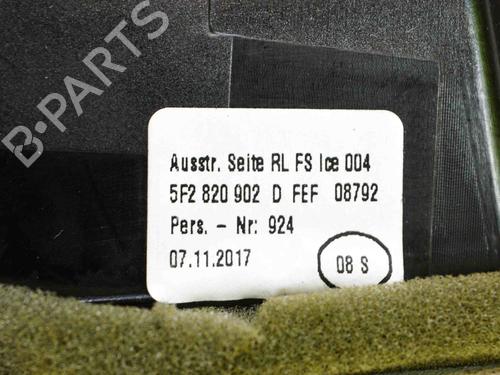 B-PARTS
Ausstr. Seite RL FS Ice 004
5F2 820 902 D FEF 08792
Pers. - Nr: 924
07.11.2017
08 S